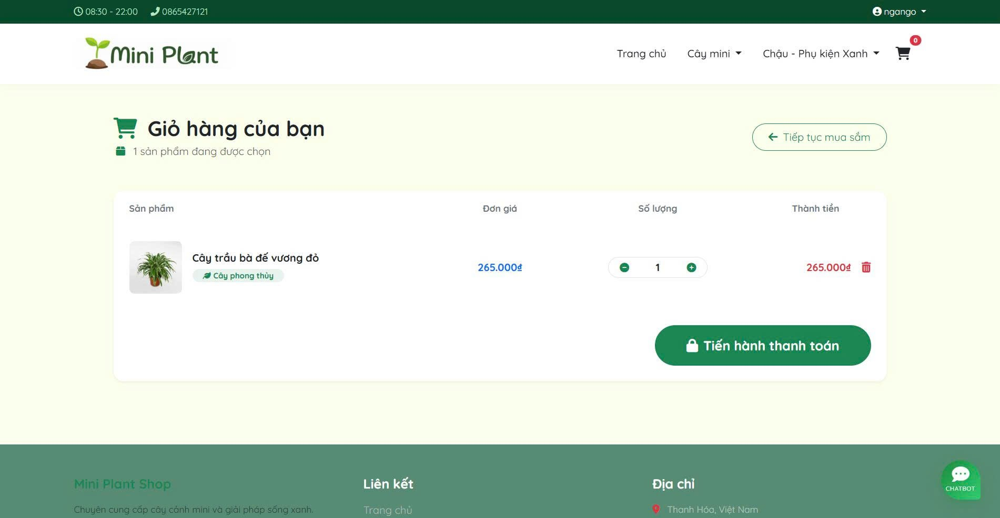 08:30 - 22:00 0865427121 ngango
Mini Plant
Trang chủ Cây mini Chậu - Phụ kiện Xanh 0
Giỏ hàng của bạn
1 sản phẩm đang được chọn
Tiếp tục mua sắm
Sản phẩm Đơn giá Số lượng Thành tiền
Cây trầu bà đế vương đỏ
Cây phong thủy
265.000₫ 1 265.000₫
Tiến hành thanh toán
Mini Plant Shop Liên kết Địa chỉ
Chuyên cung cấp cây cảnh mini và giải pháp sống xanh. Trang chủ Thanh Hóa, Việt Nam
CHATBOT